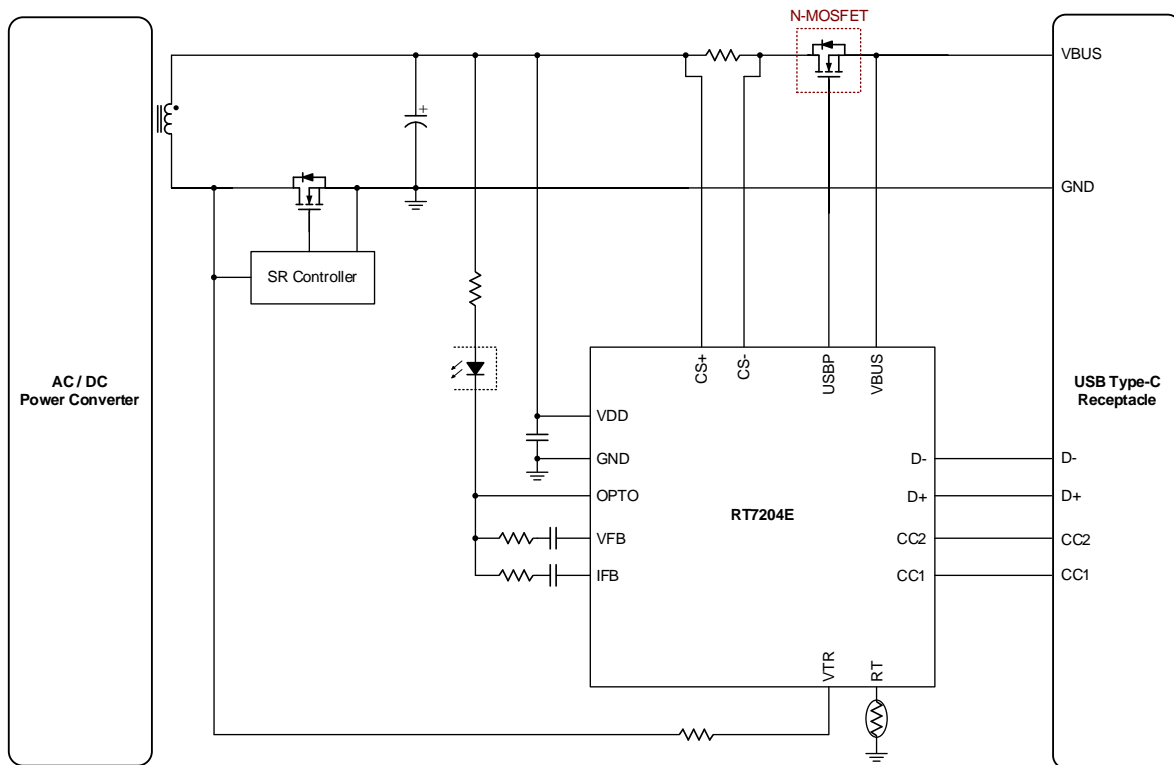 N-MOSFET
VBUS
GND
SR Controller
AC / DC
Power Converter
USB Type-C
Receptacle
CS+
CS-
USBP
VBUS
VDD
GND
OPTO
VFB
IFB
RT7204E
D-
D+
CC2
CC1
D-
D+
CC2
CC1
VTR
RT
+